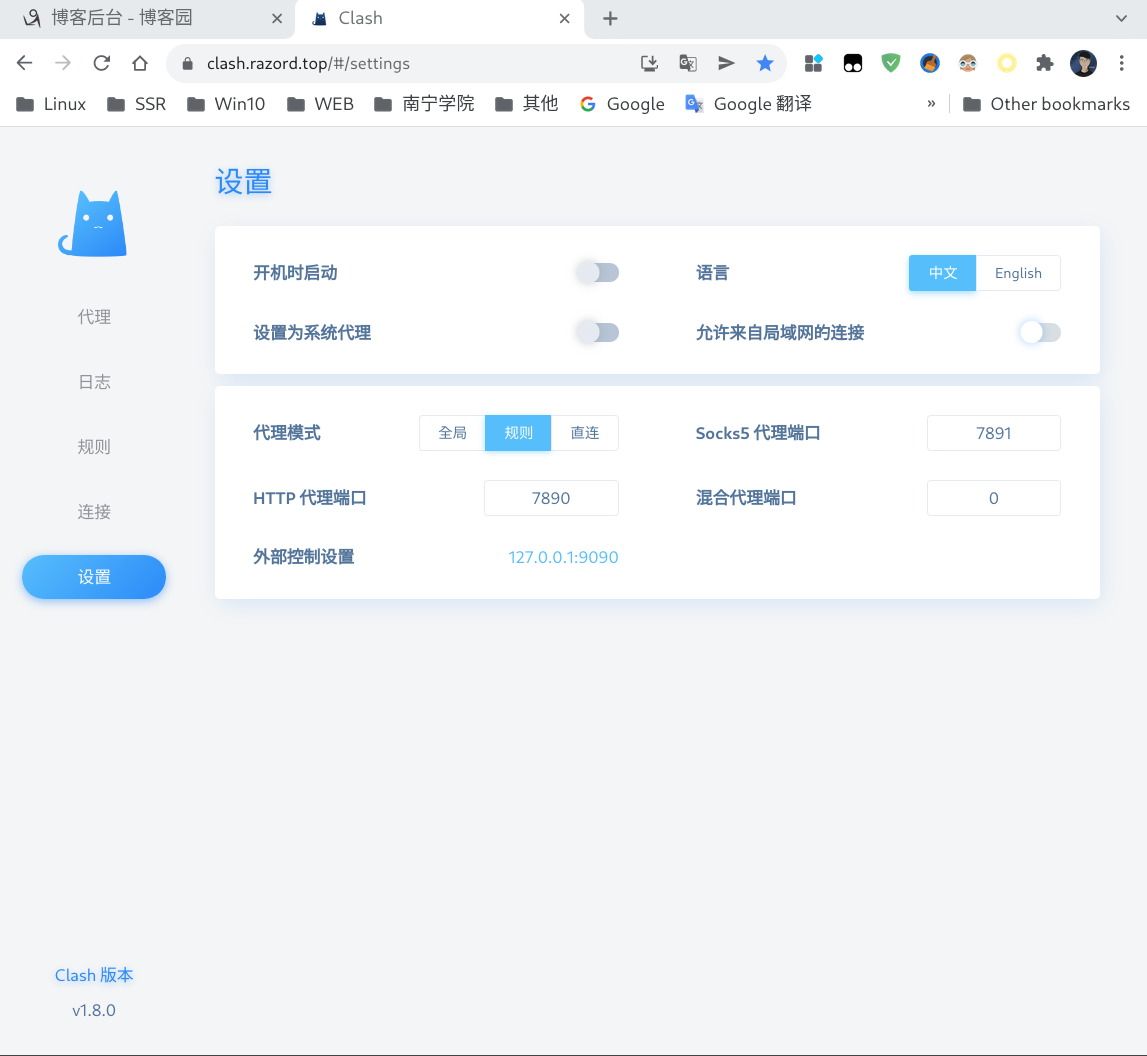 博客后台 - 博客园
Clash
clash.razord.top/#/settings
Linux SSR Win10 WEB 南宁学院 其他 Google Google 翻译 » Other bookmarks
设置
开机时启动
语言 中文 English
设置为系统代理
允许来自局域网的连接
代理
日志
规则
连接
设置
代理模式 全局 规则 直连
Socks5 代理端口 7891
HTTP 代理端口 7890
混合代理端口 0
外部控制设置 127.0.0.1:9090
Clash 版本
v1.8.0